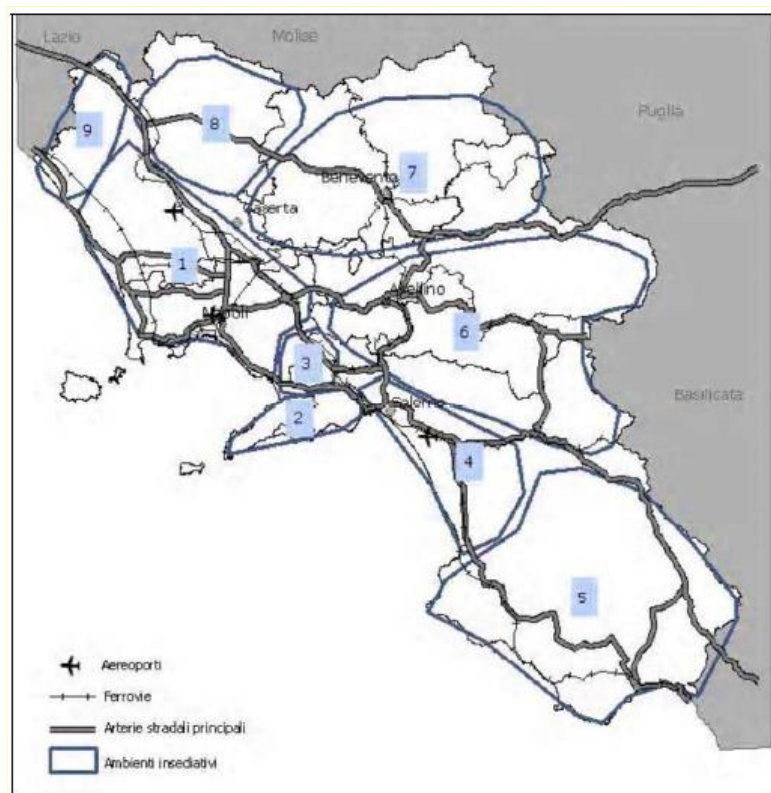 Lazio
Molise
9
8
Puglia
7
Benevento
Caserta
1
Avellino
Napoli
6
3
Basilicata
2
Salerno
4
5
Aereoporti
Ferrovie
Arterie stradali principali
Ambienti insediativi